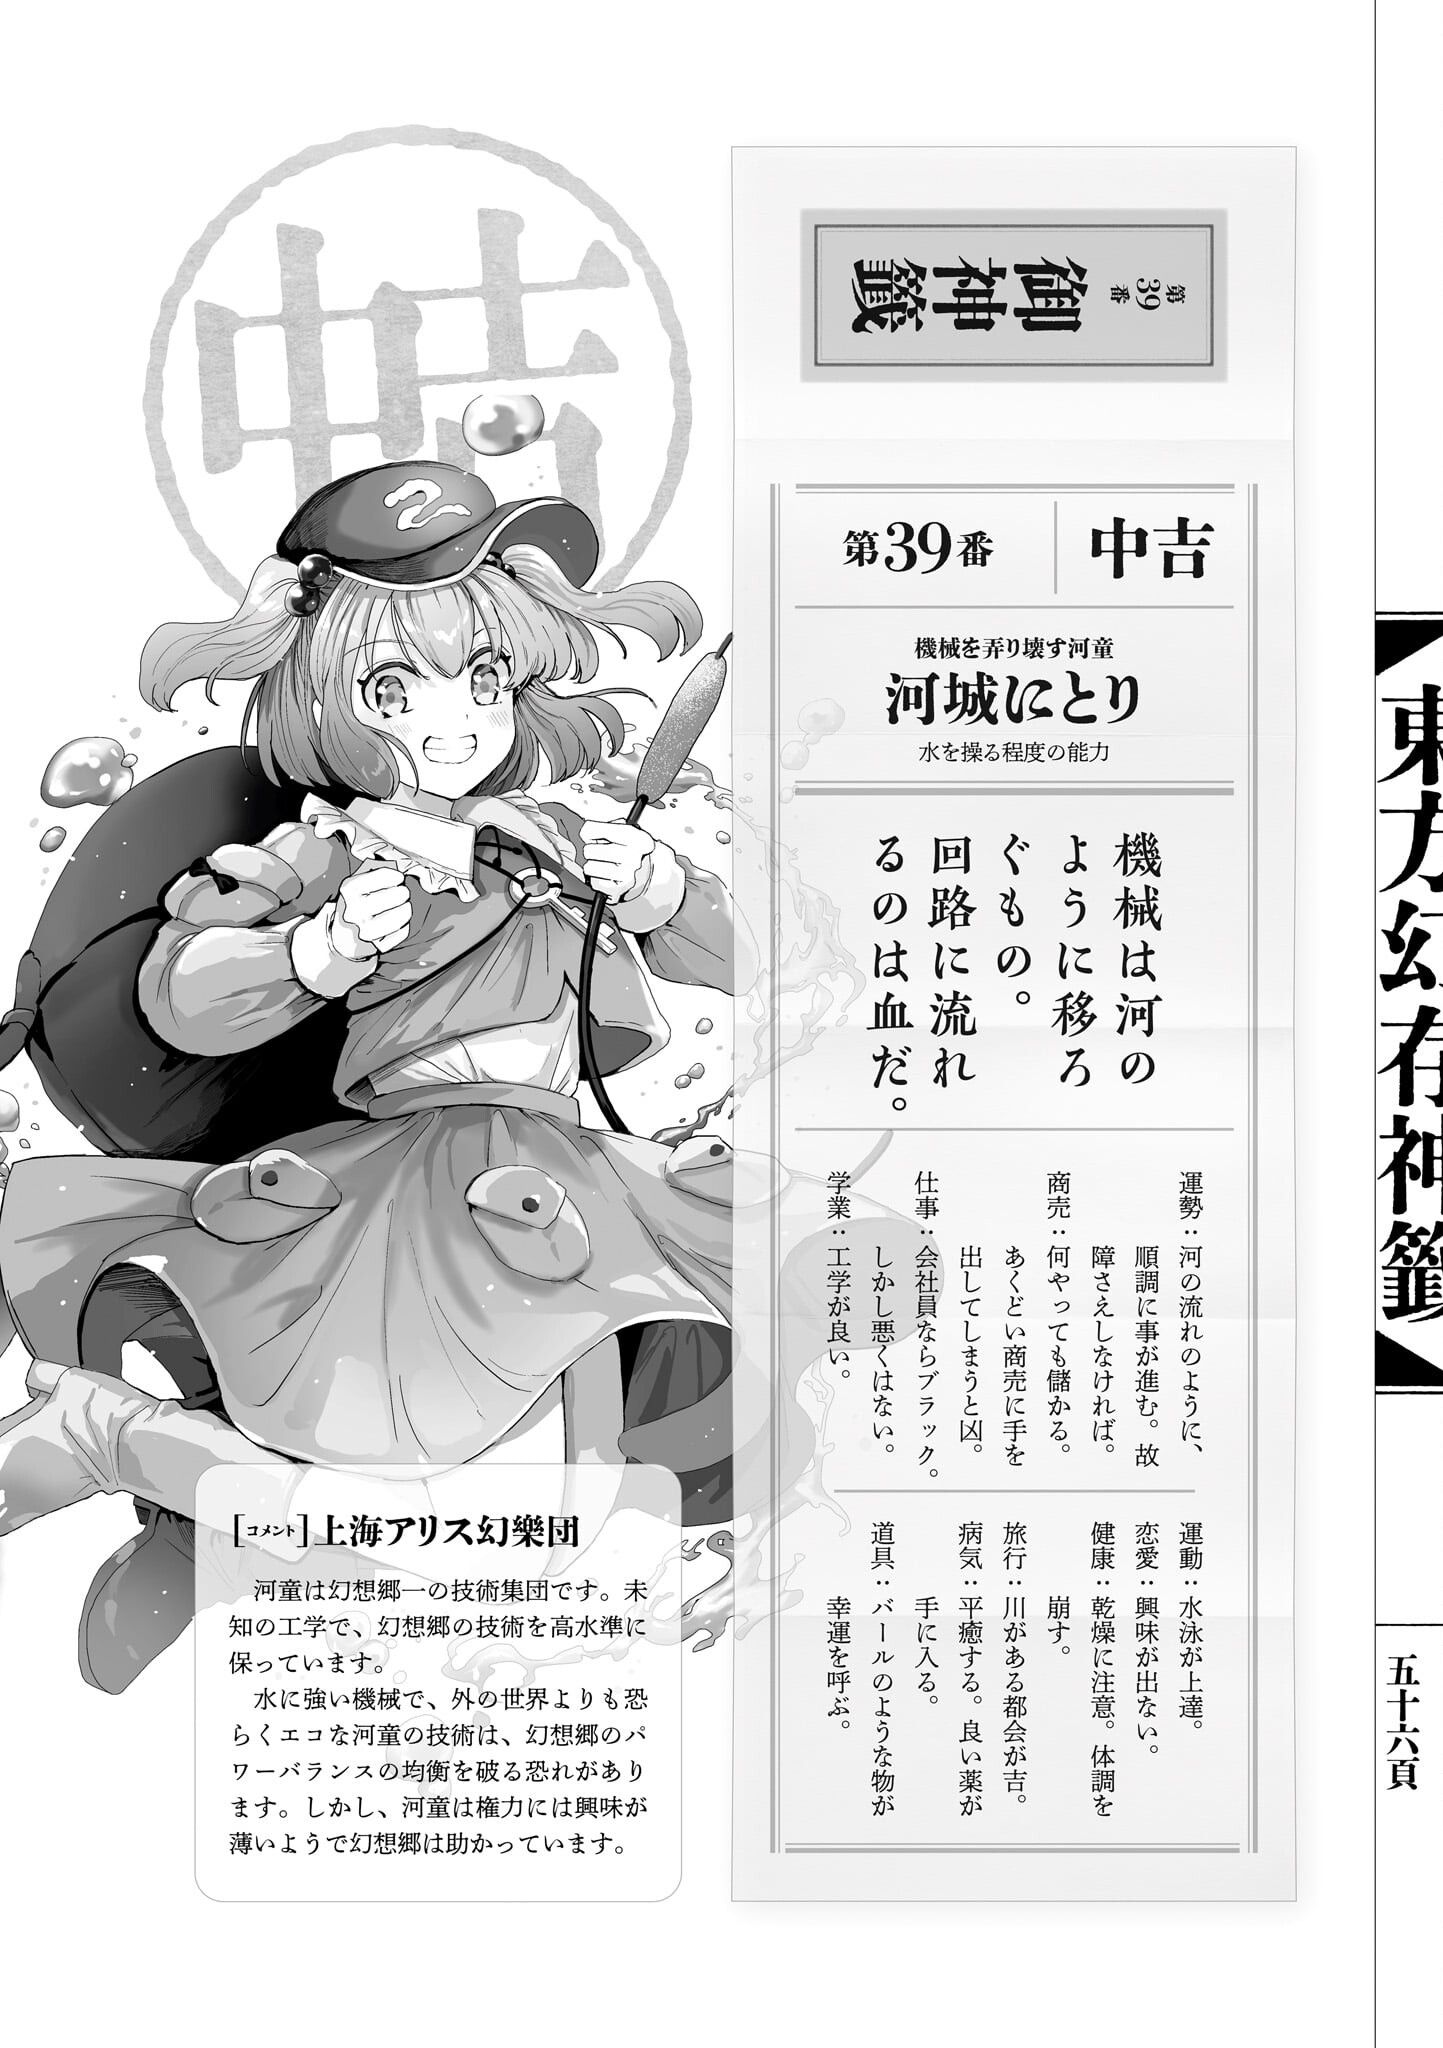 東方幻存神籤
五十六頁
第39番
御神籤
中吉
第39番
機械を弄り壊す河童
河城にとり
水を操る程度の能力
機械は河の
ように移ろ
ぐもの。
回路に流れ
るのは血だ。
運勢：河の流れのように、
順調に事が進む。故
障さえしなければ。
商売：何やっても儲かる。
あくどい商売に手を
出してしまうと凶。
仕事：会社員ならブラック。
しかし悪くはない。
学業：工学が良い。
運動：水泳が上達。
恋愛：興味が出ない。
健康：乾燥に注意。体調を
崩す。
旅行：川がある都会が吉。
病気：平癒する。良い薬が
手に入る。
道具：バールのような物が
幸運を呼ぶ。
中吉
［コメント］上海アリス幻樂団
河童は幻想郷一の技術集団です。未
知の工学で、幻想郷の技術を高水準に
保っています。
水に強い機械で、外の世界よりも恐
らくエコな河童の技術は、幻想郷のパ
ワーバランスの均衡を破る恐れがあり
ます。しかし、河童は権力には興味が
薄いようで幻想郷は助かっています。